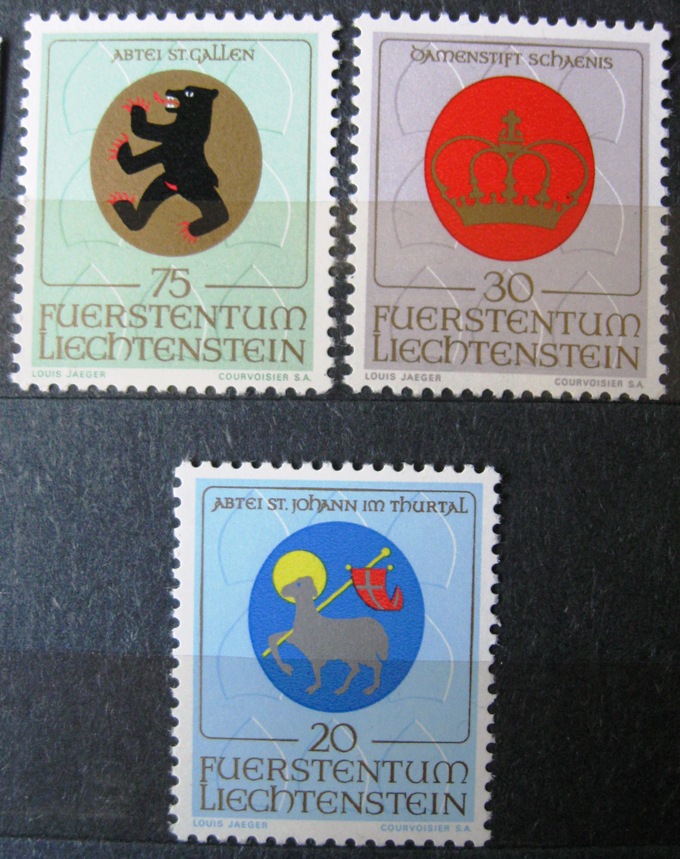 ABTEI ST. GALLEN
75
FUERSTENTUM
LIECHTENSTEIN
LOUIS JAEGER COURVOISIER S.A.
DAMENSTIFT SCHAENIS
30
FUERSTENTUM
LIECHTENSTEIN
LOUIS JAEGER COURVOISIER S.A.
ABTEI ST. JOHANN IM THURTAL
20
FUERSTENTUM
LIECHTENSTEIN
LOUIS JAEGER COURVOISIER S.A.